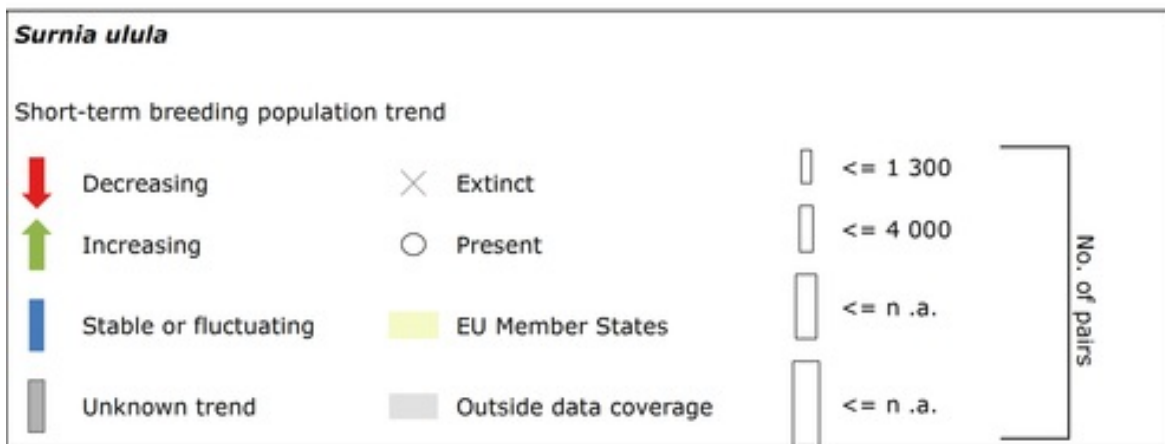 Surnia ulula
Short-term breeding population trend
Decreasing
Extinct
<= 1 300
Increasing
Present
<= 4 000
Stable or fluctuating
EU Member States
<= n .a.
Unknown trend
Outside data coverage
<= n .a.
No. of pairs